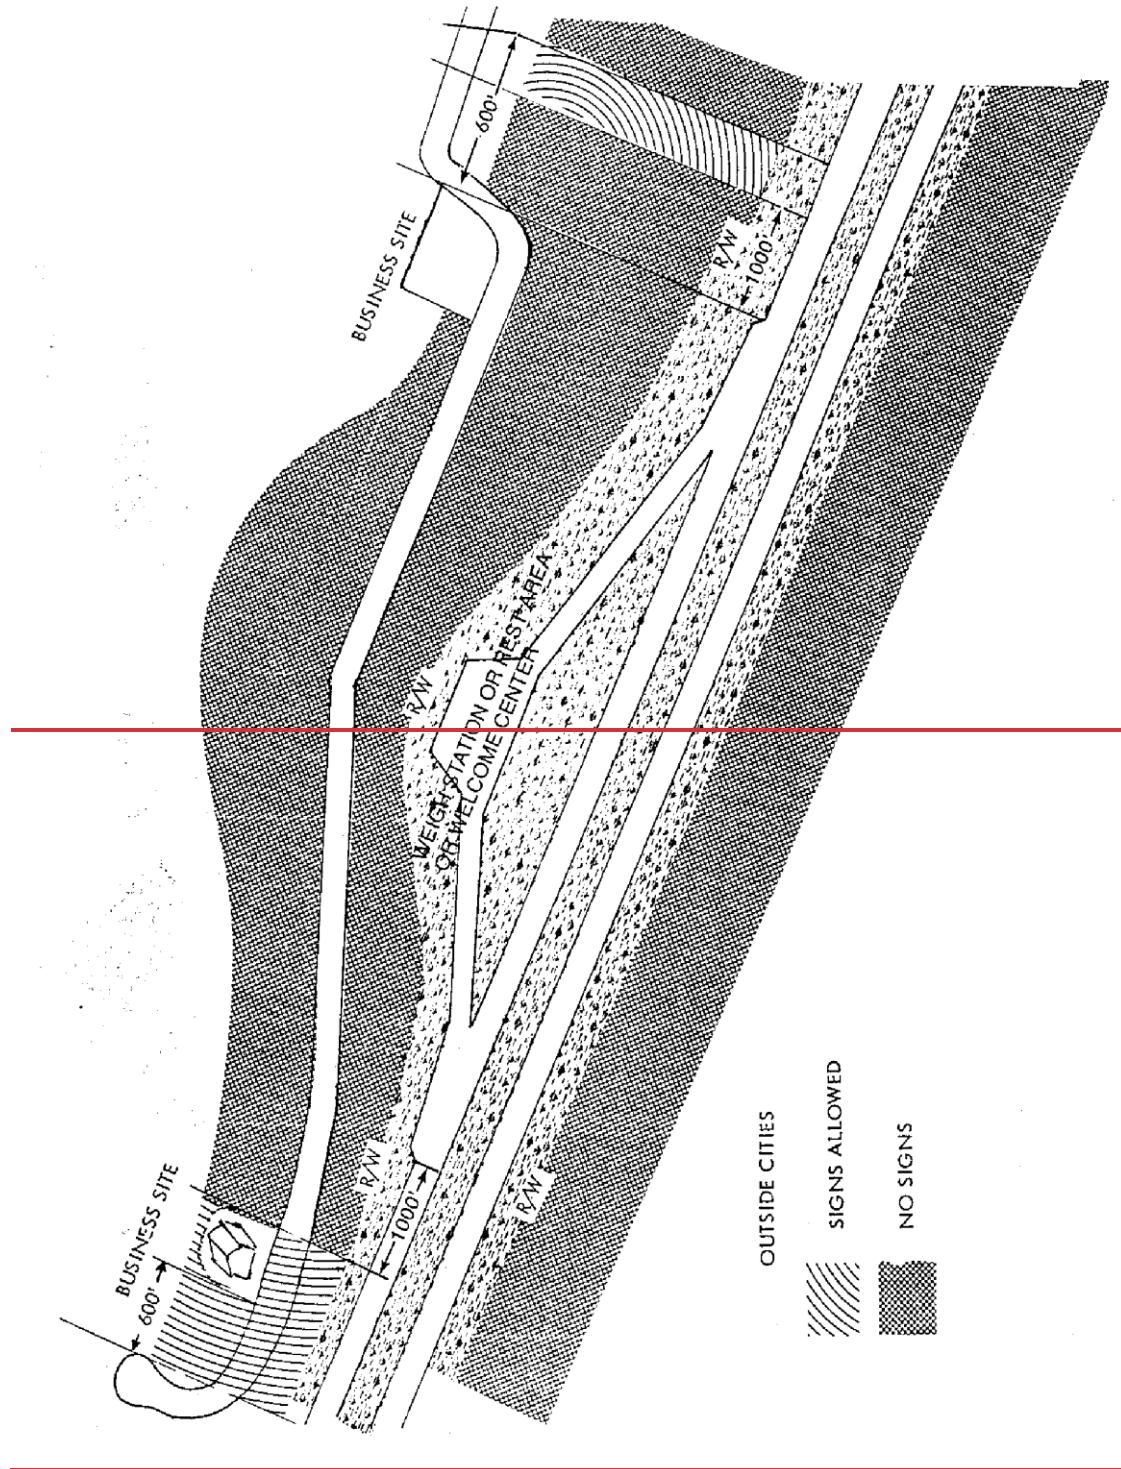 600'
BUSINESS SITE
R/W
1000'
WEIGH STATION OR REST AREA
OR WELCOME CENTER
R/W
BUSINESS SITE
600'
R/W
1000'
R/W
OUTSIDE CITIES
SIGNS ALLOWED
NO SIGNS